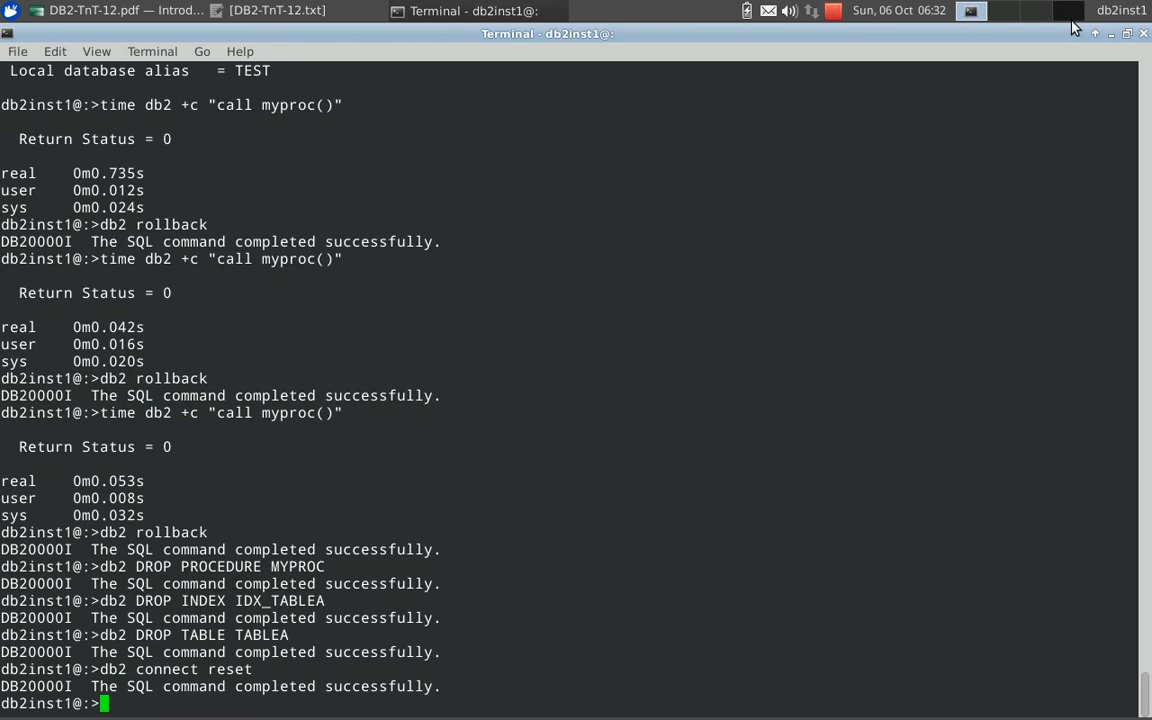 DB2-TnT-12.pdf — Introd... [DB2-TnT-12.txt] Terminal - db2inst1@: Sun, 06 Oct 06:32 db2inst1
Terminal - db2inst1@:
File Edit View Terminal Go Help
Local database alias   = TEST
db2inst1@:>time db2 +c "call myproc()"
Return Status = 0
real    0m0.735s
user    0m0.012s
sys     0m0.024s
db2inst1@:>db2 rollback
DB20000I  The SQL command completed successfully.
db2inst1@:>time db2 +c "call myproc()"
Return Status = 0
real    0m0.042s
user    0m0.016s
sys     0m0.020s
db2inst1@:>db2 rollback
DB20000I  The SQL command completed successfully.
db2inst1@:>time db2 +c "call myproc()"
Return Status = 0
real    0m0.053s
user    0m0.008s
sys     0m0.032s
db2inst1@:>db2 rollback
DB20000I  The SQL command completed successfully.
db2inst1@:>db2 DROP PROCEDURE MYPROC
DB20000I  The SQL command completed successfully.
db2inst1@:>db2 DROP INDEX IDX_TABLEA
DB20000I  The SQL command completed successfully.
db2inst1@:>db2 DROP TABLE TABLEA
DB20000I  The SQL command completed successfully.
db2inst1@:>db2 connect reset
DB20000I  The SQL command completed successfully.
db2inst1@:>